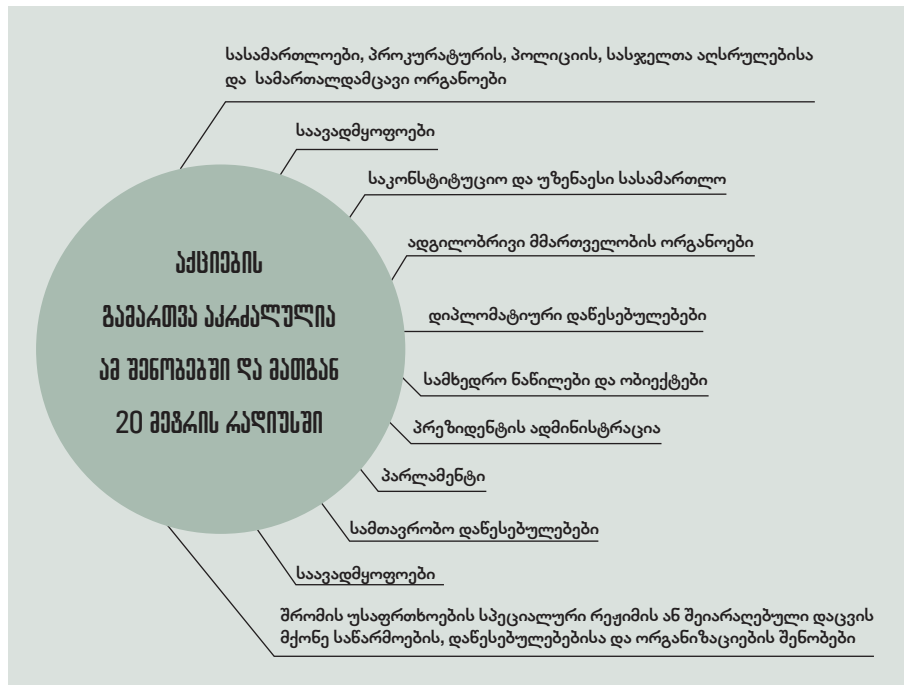 სასამართლოები, პროკურატურის, პოლიციის, სასჯელთა აღსრულებისა
და სამართალდამცავი ორგანოები
საავადმყოფოები
საკონსტიტუციო და უზენაესი სასამართლო
ადგილობრივი მმართველობის ორგანოები
დიპლომატიური დაწესებულებები
სამხედრო ნაწილები და ობიექტები
პრეზიდენტის ადმინისტრაცია
პარლამენტი
სამთავრობო დაწესებულებები
საავადმყოფოები
შრომის უსაფრთხოების სპეციალური რეჟიმის ან შეიარაღებული დაცვის
მქონე საწარმოების, დაწესებულებებისა და ორგანიზაციების შენობები
აქციების
გამართვა აკრძალულია
ამ შენობებში და მათგან
20 მეტრის რადიუსში